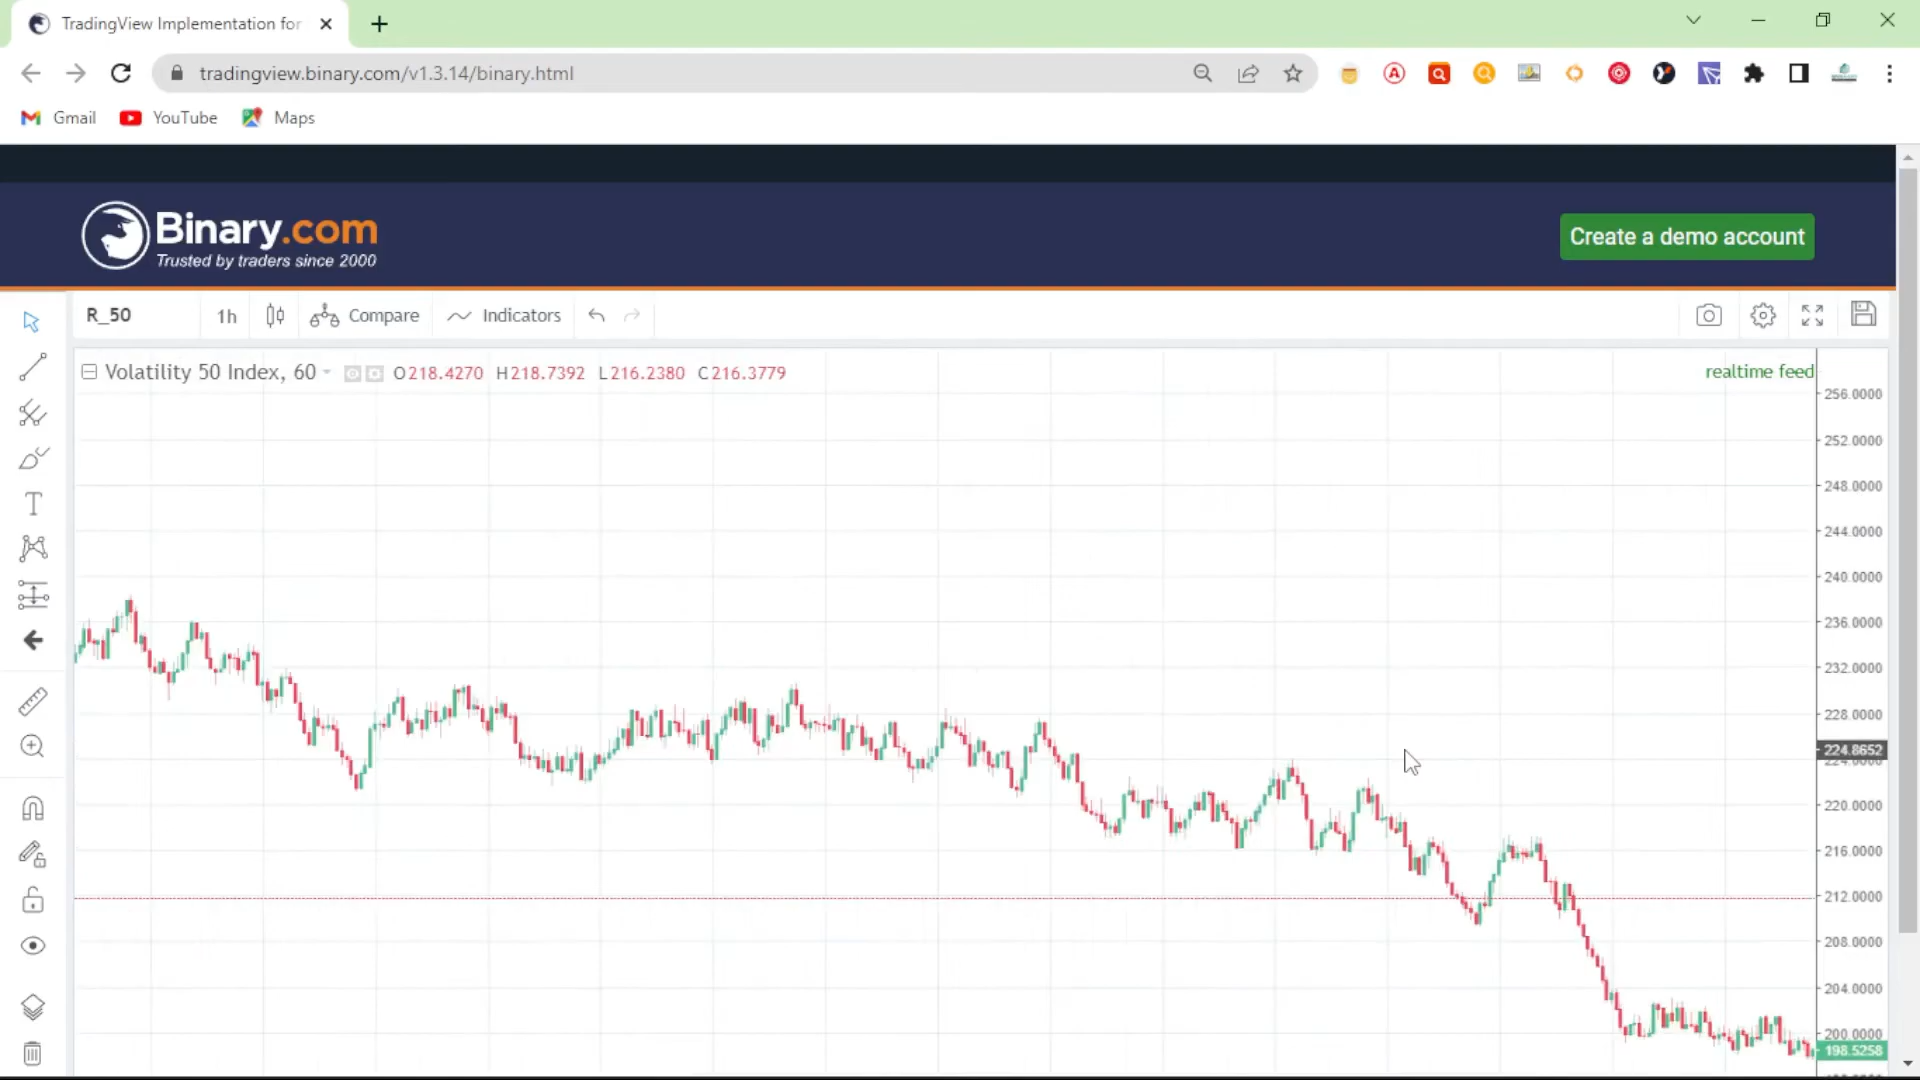 TradingView Implementation for
tradingview.binary.com/v1.3.14/binary.html
Gmail YouTube Maps
Binary.com
Trusted by traders since 2000
Create a demo account
R_50 1h Compare Indicators
Volatility 50 Index, 60 O218.4270 H218.7392 L216.2380 C216.3779
realtime feed
256.0000
252.0000
248.0000
244.0000
240.0000
236.0000
232.0000
228.0000
224.8652
224.0000
220.0000
216.0000
212.0000
208.0000
204.0000
200.0000
198.5258